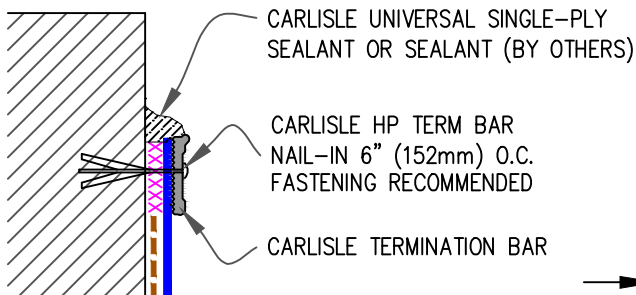 CARLISLE UNIVERSAL SINGLE-PLY
SEALANT OR SEALANT (BY OTHERS)
CARLISLE HP TERM BAR
NAIL-IN 6" (152mm) O.C.
FASTENING RECOMMENDED
CARLISLE TERMINATION BAR